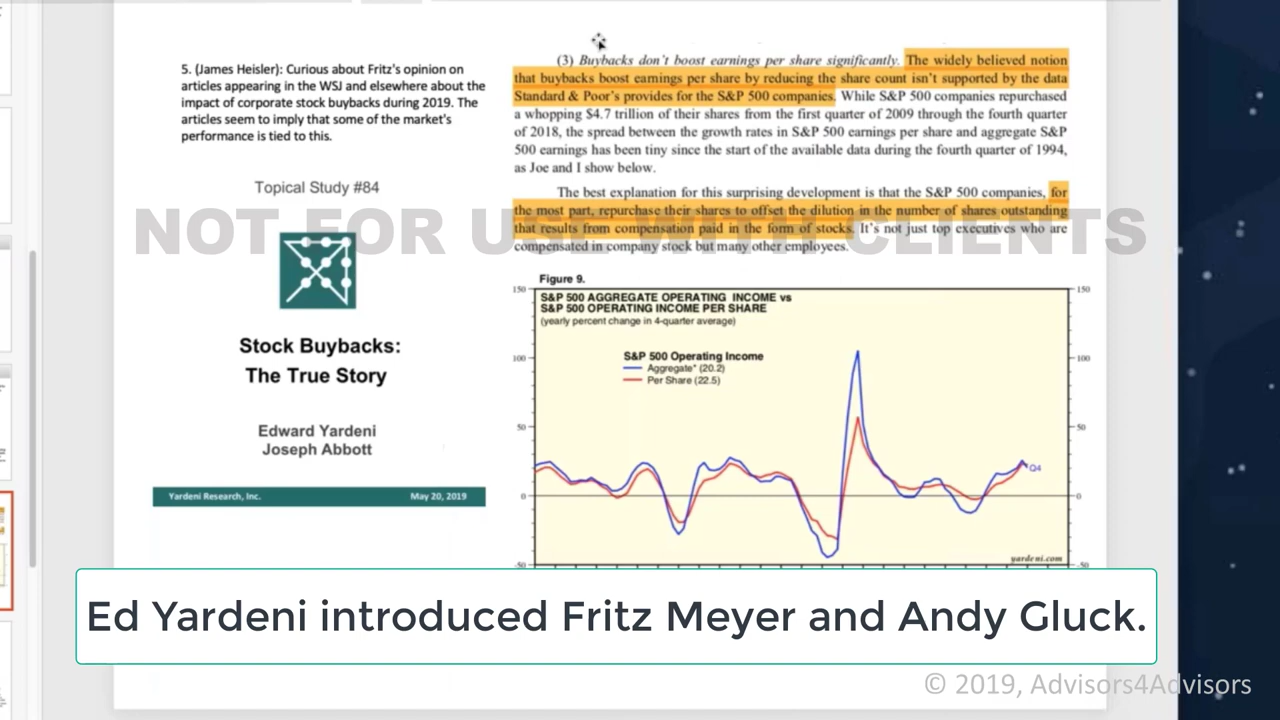 5. (James Heisler): Curious about Fritz's opinion on
articles appearing in the WSJ and elsewhere about the
impact of corporate stock buybacks during 2019. The
articles seem to imply that some of the market's
performance is tied to this.
Topical Study #84
Stock Buybacks:
The True Story
Edward Yardeni
Joseph Abbott
Yardeni Research, Inc. May 20, 2019
(3) Buybacks don't boost earnings per share significantly. The widely believed notion
that buybacks boost earnings per share by reducing the share count isn't supported by the data
Standard & Poor's provides for the S&P 500 companies. While S&P 500 companies repurchased
a whopping $4.7 trillion of their shares from the first quarter of 2009 through the fourth quarter
of 2018, the spread between the growth rates in S&P 500 earnings per share and aggregate S&P
500 earnings has been tiny since the start of the available data during the fourth quarter of 1994,
as Joe and I show below.
The best explanation for this surprising development is that the S&P 500 companies, for
the most part, repurchase their shares to offset the dilution in the number of shares outstanding
that results from compensation paid in the form of stocks. It's not just top executives who are
compensated in company stock but many other employees.
NOT FOR USE WITH CLIENTS
Figure 9.
S&P 500 AGGREGATE OPERATING INCOME vs
S&P 500 OPERATING INCOME PER SHARE
(yearly percent change in 4-quarter average)
S&P 500 Operating Income
Aggregate* (20.2)
Per Share (22.5)
150 150
100 100
50 50
Q4
0 0
yardeni.com
-50 -50
Ed Yardeni introduced Fritz Meyer and Andy Gluck.
© 2019, Advisors4Advisors